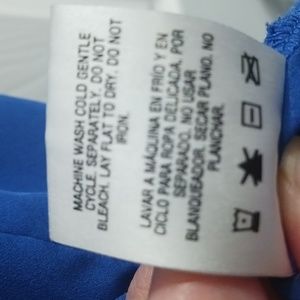 MACHINE WASH COLD GENTLE
CYCLE, SEPARATELY. DO NOT
BLEACH. LAY FLAT TO DRY. DO NOT
IRON.
LAVAR A MÁQUINA EN FRÍO Y EN
CICLO PARA ROPA DELICADA, POR
SEPARADO. NO USAR
BLANQUEADOR. SECAR PLANO. NO
PLANCHAR.